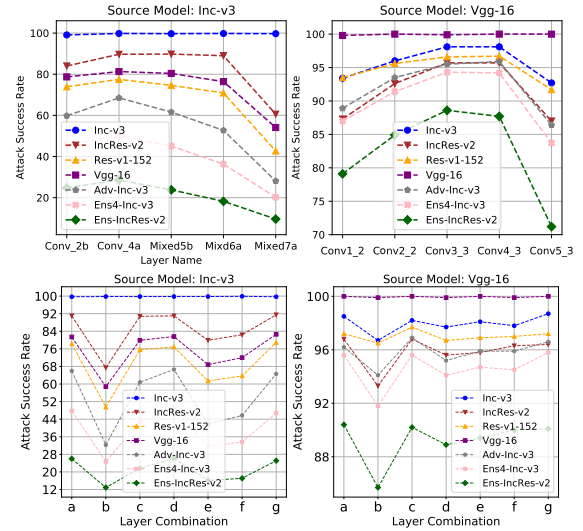 Source Model: Inc-v3
Attack Success Rate
100
80
60
40
20
Inc-v3
IncRes-v2
Res-v1-152
Vgg-16
Adv-Inc-v3
Ens4-Inc-v3
Ens-IncRes-v2
Conv_2b
Conv_4a
Mixed5b
Mixd6a
Mixed7a
Layer Name
Source Model: Vgg-16
Attack Success Rate
100
95
90
85
80
75
70
Inc-v3
IncRes-v2
Res-v1-152
Vgg-16
Adv-Inc-v3
Ens4-Inc-v3
Ens-IncRes-v2
Conv1_2
Conv2_2
Conv3_3
Conv4_3
Conv5_3
Source Model: Inc-v3
Attack Success Rate
100
92
84
76
68
60
52
44
36
28
20
12
Inc-v3
IncRes-v2
Res-v1-152
Vgg-16
Adv-Inc-v3
Ens4-Inc-v3
Ens-IncRes-v2
a
b
c
d
e
f
g
Layer Combination
Source Model: Vgg-16
Attack Success Rate
100
96
92
88
Inc-v3
IncRes-v2
Res-v1-152
Vgg-16
Adv-Inc-v3
Ens4-Inc-v3
Ens-IncRes-v2
a
b
c
d
e
f
g
Layer Combination